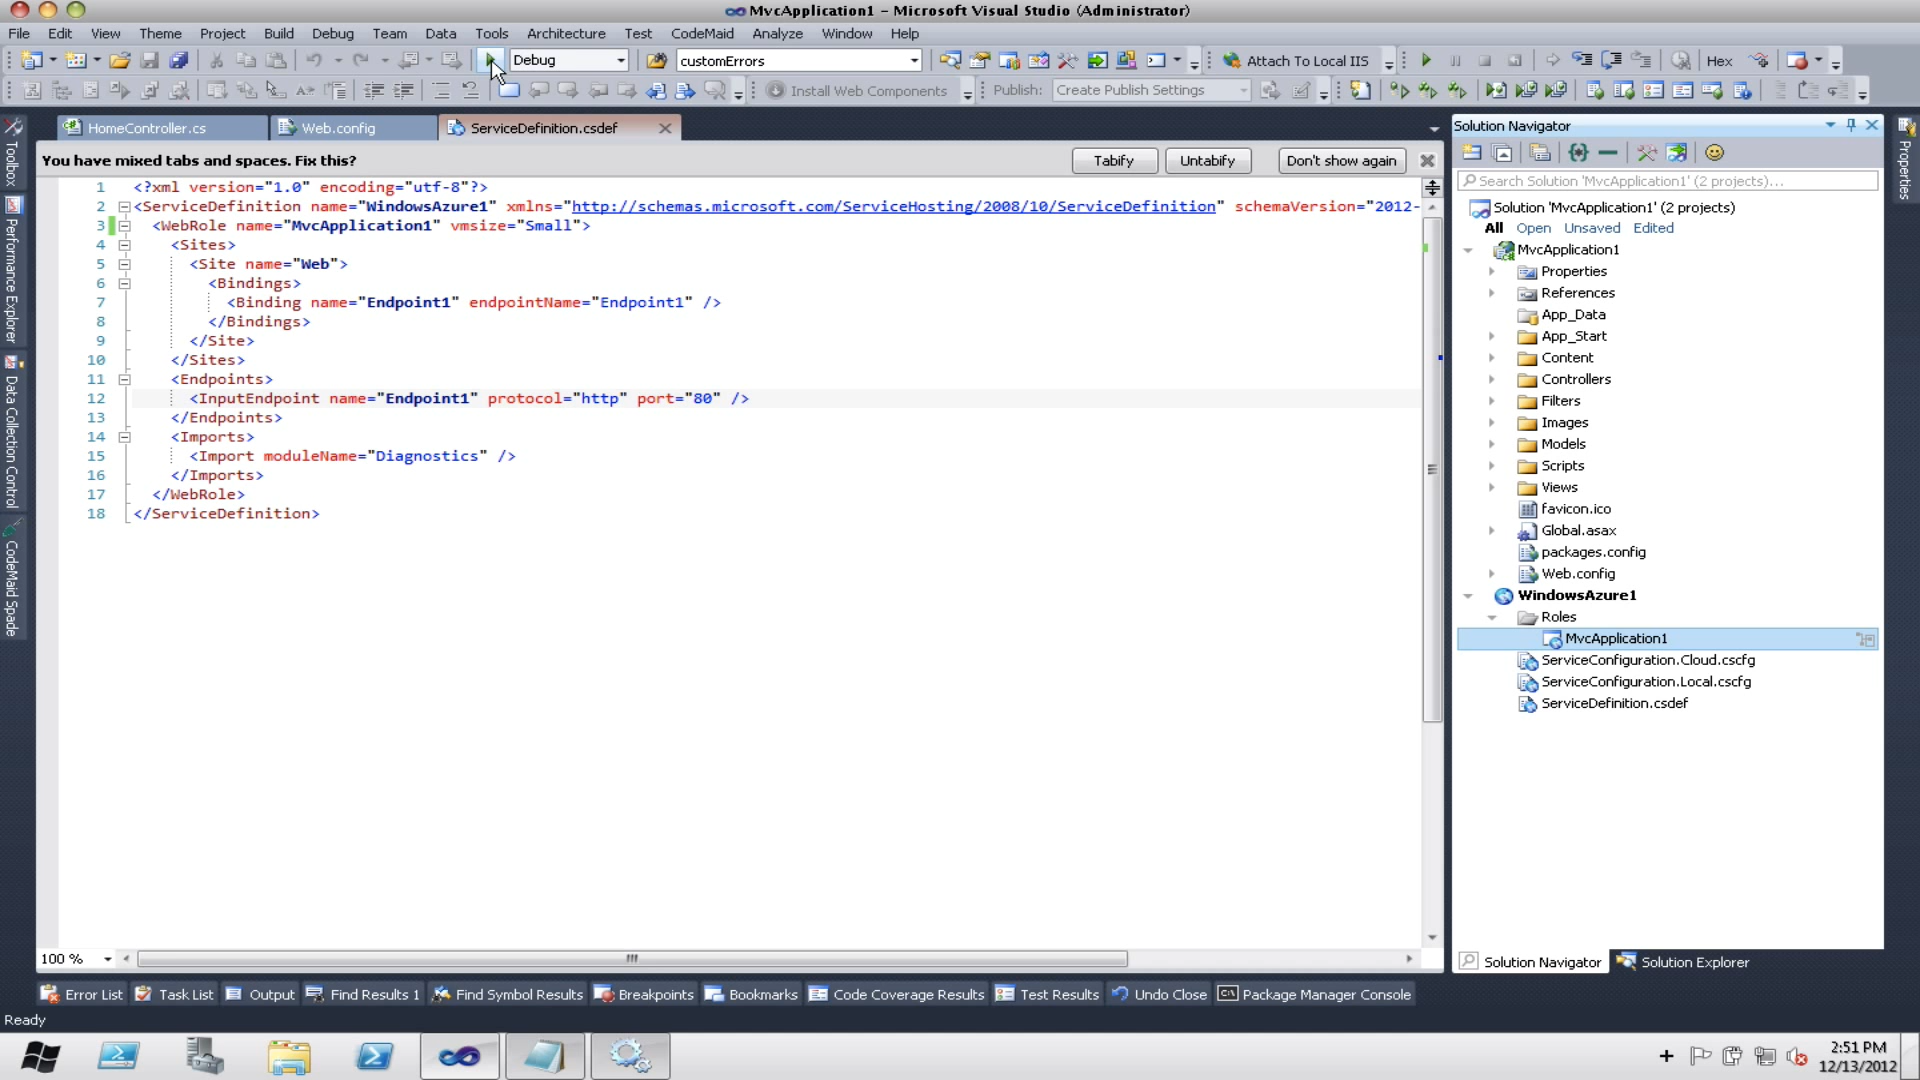 MvcApplication1 - Microsoft Visual Studio (Administrator)
File Edit View Theme Project Build Debug Team Data Tools Architecture Test CodeMaid Analyze Window Help
Debug customErrors Attach To Local IIS Hex
Install Web Components Publish: Create Publish Settings
HomeController.cs Web.config ServiceDefinition.csdef
You have mixed tabs and spaces. Fix this? Tabify Untabify Don't show again
1 <?xml version="1.0" encoding="utf-8"?>
2 <ServiceDefinition name="WindowsAzure1" xmlns="http://schemas.microsoft.com/ServiceHosting/2008/10/ServiceDefinition" schemaVersion="2012-
3 <WebRole name="MvcApplication1" vmsize="Small">
4 <Sites>
5 <Site name="Web">
6 <Bindings>
7 <Binding name="Endpoint1" endpointName="Endpoint1" />
8 </Bindings>
9 </Site>
10 </Sites>
11 <Endpoints>
12 <InputEndpoint name="Endpoint1" protocol="http" port="80" />
13 </Endpoints>
14 <Imports>
15 <Import moduleName="Diagnostics" />
16 </Imports>
17 </WebRole>
18 </ServiceDefinition>
100 %
Toolbox
Performance Explorer
Data Collection Control
CodeMaid Spade
Solution Navigator
Search Solution 'MvcApplication1' (2 projects)...
Solution 'MvcApplication1' (2 projects)
All Open Unsaved Edited
MvcApplication1
Properties
References
App_Data
App_Start
Content
Controllers
Filters
Images
Models
Scripts
Views
favicon.ico
Global.asax
packages.config
Web.config
WindowsAzure1
Roles
MvcApplication1
ServiceConfiguration.Cloud.cscfg
ServiceConfiguration.Local.cscfg
ServiceDefinition.csdef
Solution Navigator Solution Explorer
Properties
Error List Task List Output Find Results 1 Find Symbol Results Breakpoints Bookmarks Code Coverage Results Test Results Undo Close Package Manager Console
Ready
2:51 PM
12/13/2012